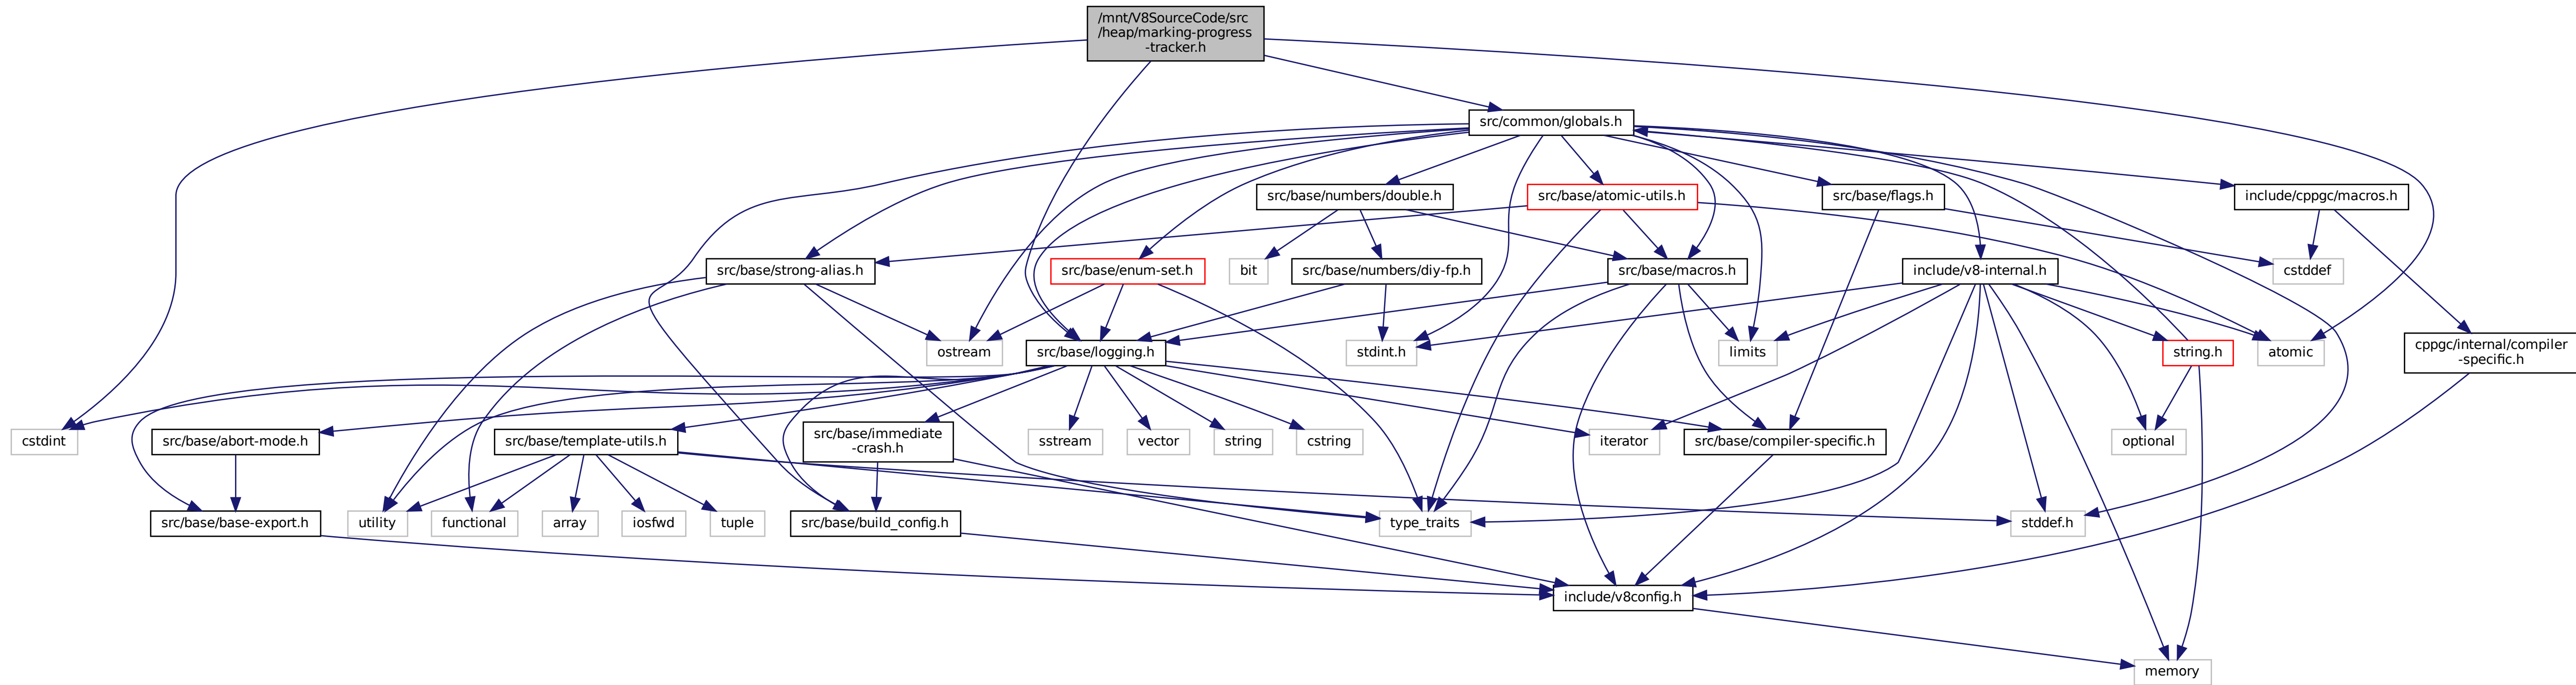 /mnt/V8SourceCode/src
/heap/marking-progress
-tracker.h
src/common/globals.h
src/base/numbers/double.h
src/base/atomic-utils.h
src/base/flags.h
include/cppgc/macros.h
src/base/strong-alias.h
src/base/enum-set.h
bit
src/base/numbers/diy-fp.h
src/base/macros.h
include/v8-internal.h
cstddef
ostream
src/base/logging.h
stdint.h
limits
string.h
atomic
cppgc/internal/compiler
-specific.h
cstdint
src/base/abort-mode.h
src/base/template-utils.h
src/base/immediate
-crash.h
sstream
vector
string
cstring
iterator
src/base/compiler-specific.h
optional
src/base/base-export.h
utility
functional
array
iosfwd
tuple
src/base/build_config.h
type_traits
stddef.h
include/v8config.h
memory